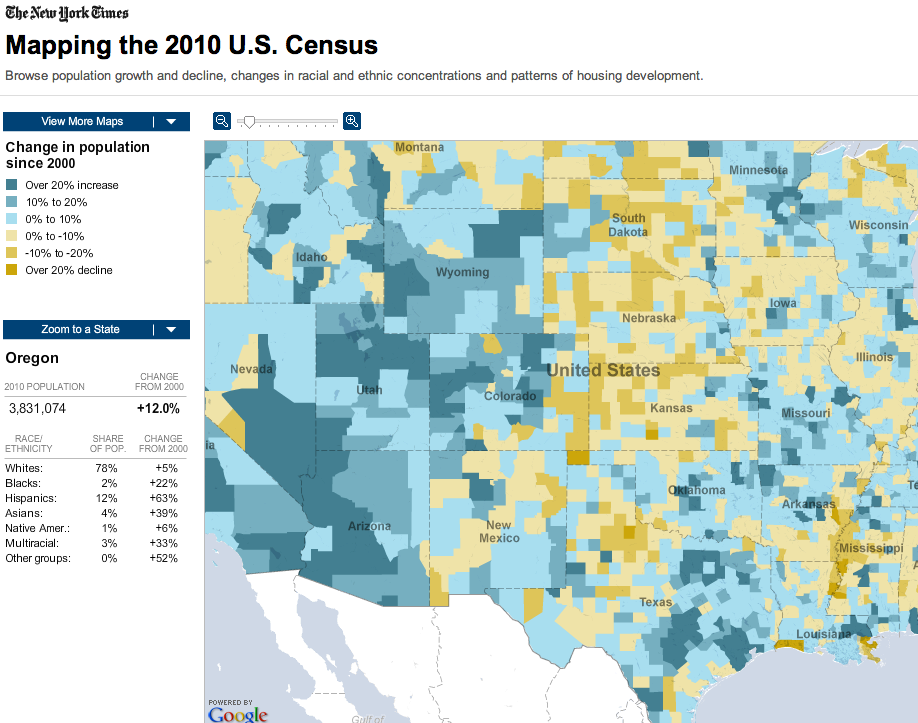 The New York Times
Mapping the 2010 U.S. Census
Browse population growth and decline, changes in racial and ethnic concentrations and patterns of housing development.
View More Maps
Change in population
since 2000
Over 20% increase
10% to 20%
0% to 10%
0% to -10%
-10% to -20%
Over 20% decline
Zoom to a State
Oregon
2010 POPULATION
CHANGE
FROM 2000
3,831,074 +12.0%
RACE/
ETHNICITY
SHARE
OF POP.
CHANGE
FROM 2000
Whites: 78% +5%
Blacks: 2% +22%
Hispanics: 12% +63%
Asians: 4% +39%
Native Amer.: 1% +6%
Multiracial: 3% +33%
Other groups: 0% +52%
Montana
Minnesota
South
Dakota
Wisconsin
Idaho
Wyoming
Iowa
Nebraska
Illinois
Nevada
United States
Utah
Colorado
Kansas
Missouri
ia
Oklahoma
Te
Arkansas
Arizona
New
Mexico
Mississippi
A
Texas
Louisiana
POWERED BY
Google
Gulf of